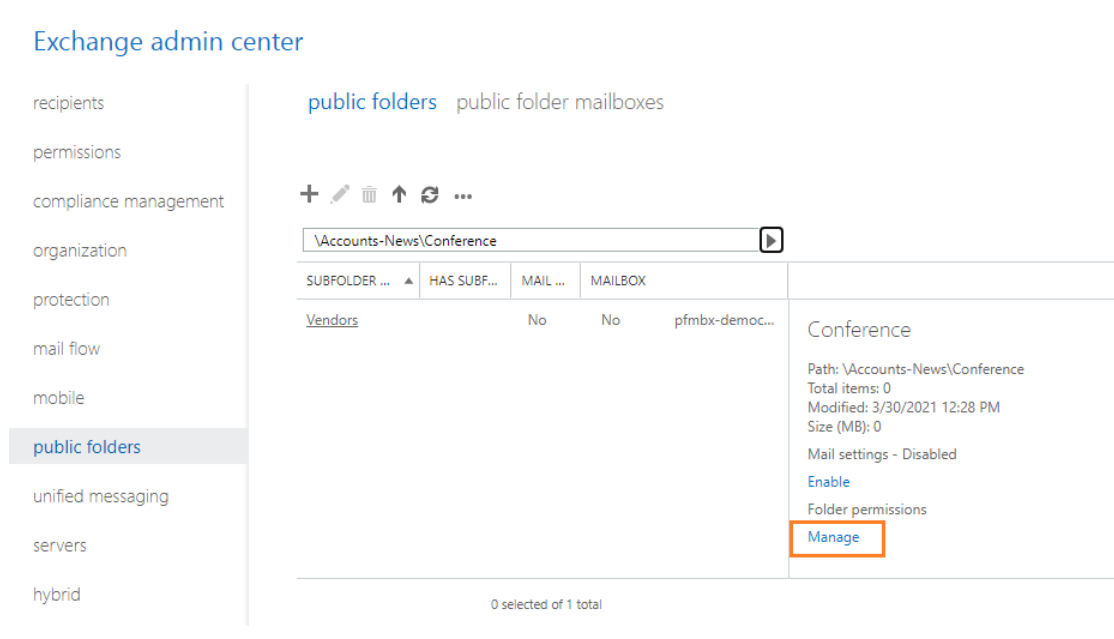 Exchange admin center
recipients
permissions
compliance management
organization
protection
mail flow
mobile
public folders
unified messaging
servers
hybrid
public folders public folder mailboxes
\Accounts-News\Conference
SUBFOLDER ... HAS SUBF... MAIL ... MAILBOX
Vendors No No pfmbx-democ...
Conference
Path: \Accounts-News\Conference
Total items: 0
Modified: 3/30/2021 12:28 PM
Size (MB): 0
Mail settings - Disabled
Enable
Folder permissions
Manage
0 selected of 1 total